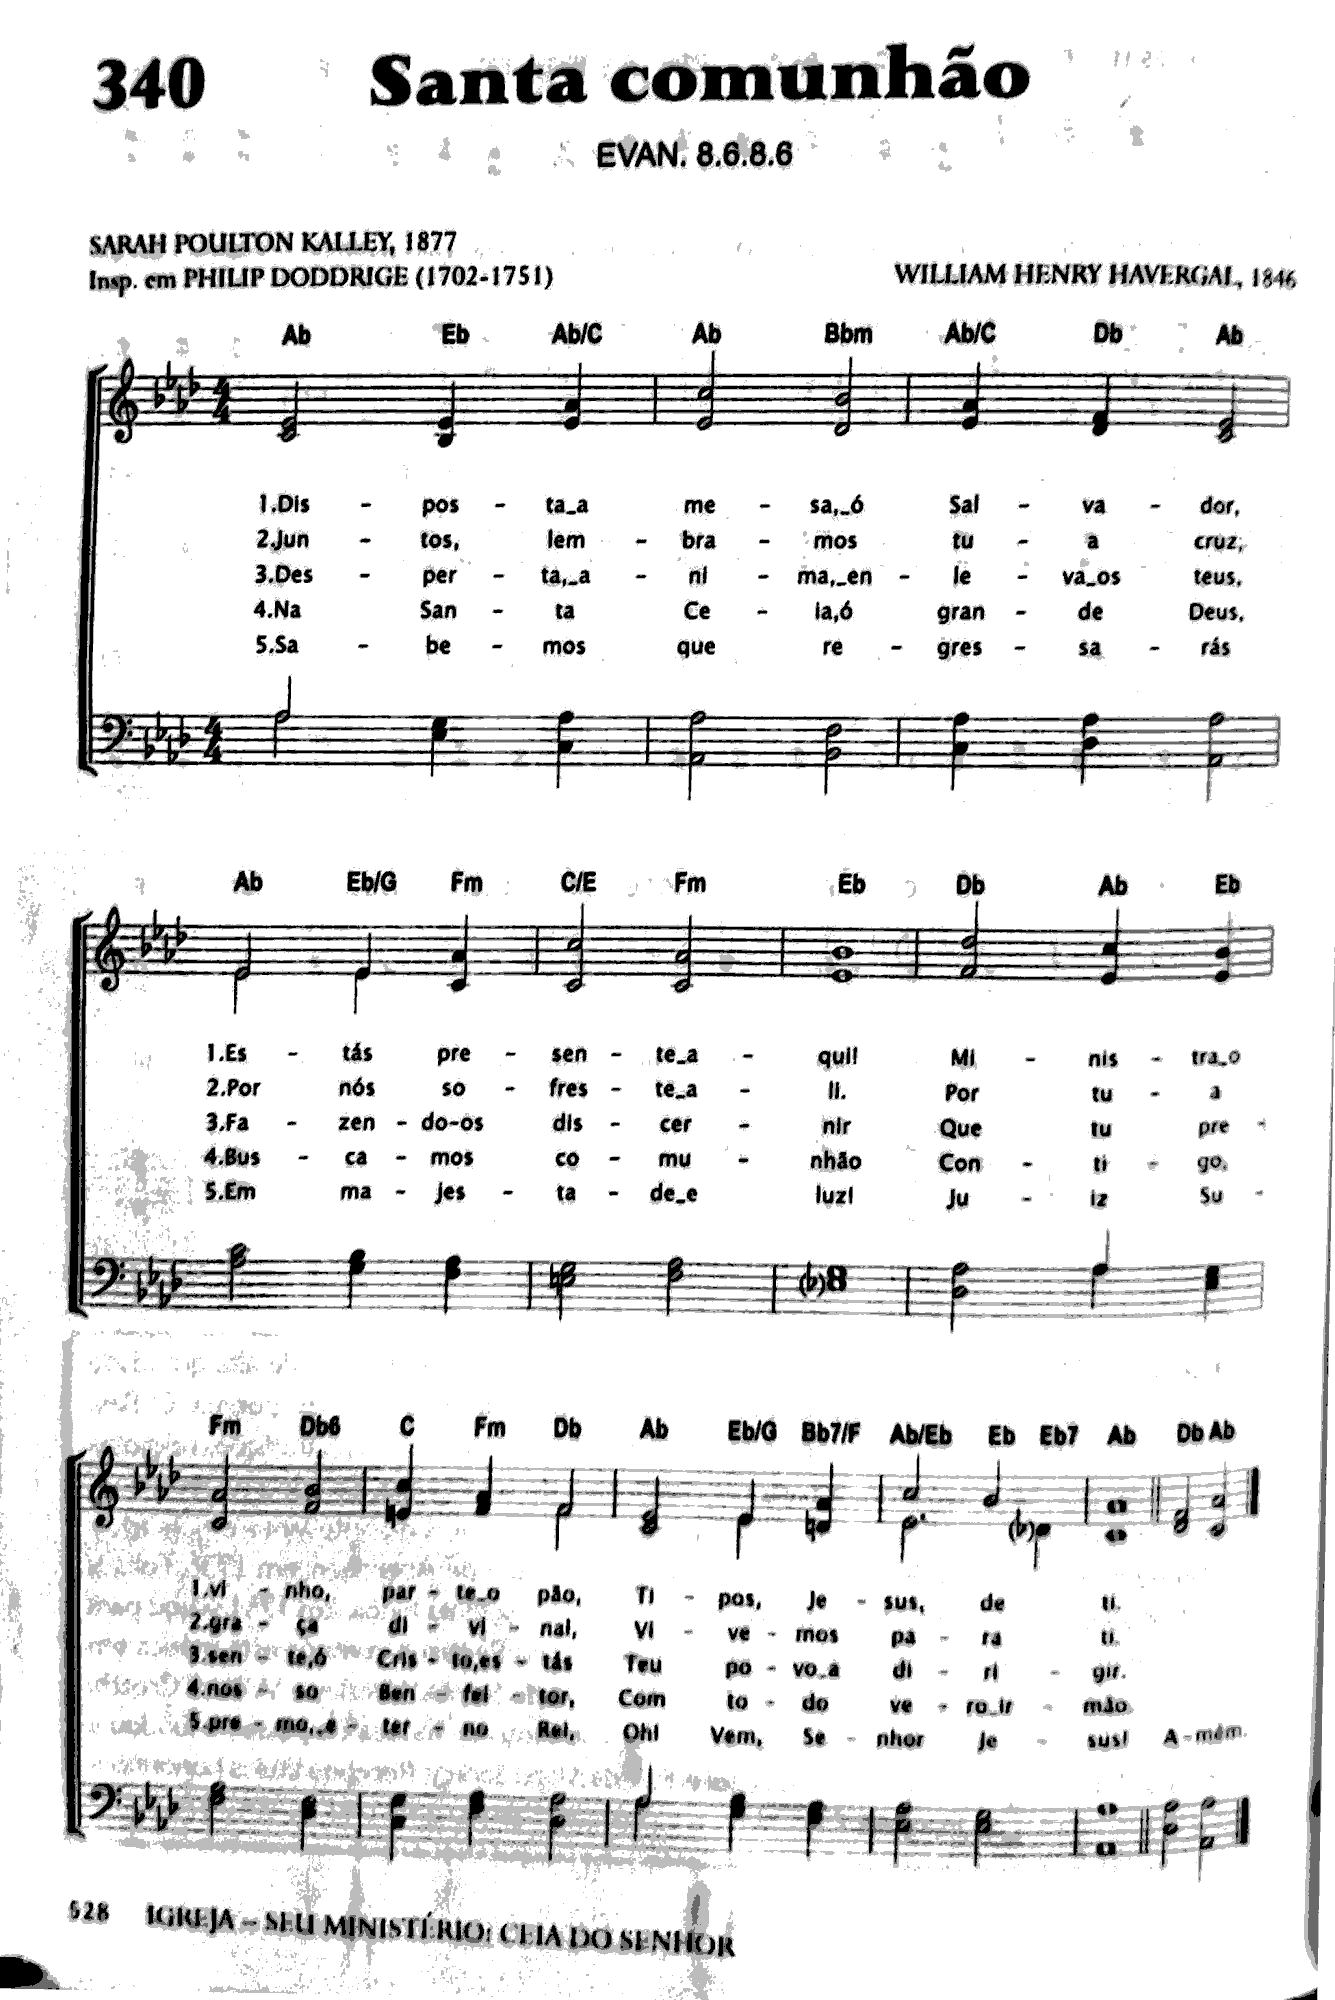 340 Santa comunhão
EVAN. 8.6.8.6
SARAH POULTON KALLEY, 1877
Insp. em PHILIP DODDRIGE (1702-1751) WILLIAM HENRY HAVERGAL, 1846
Ab Eb Ab/C Ab Bbm Ab/C Db Ab
4 4
1.Dis - pos - ta_a me - sa,_ó Sal - va - dor,
2.Jun - tos, lem - bra - mos tu - a cruz,
3.Des - per - ta,_a - ni - ma,_en - le - va_os teus,
4.Na San - ta Ce - ia,ó gran - de Deus,
5.Sa - be - mos que re - gres - sa - rás
4 4
Ab Eb/G Fm C/E Fm Eb Db Ab Eb
1.Es - tás pre - sen - te_a - qui! Mi - nis - tra_o
2.Por nós so - fres - te_a - li. Por tu - a
3.Fa - zen - do-os dis - cer - nir Que tu pre -
4.Bus - ca - mos co - mu - nhão Con - ti - go,
5.Em ma - jes - ta - de_e luz! Ju - iz Su -
(b)
Fm Db6 C Fm Db Ab Eb/G Bb7/F Ab/Eb Eb Eb7 Ab Db Ab
(b)
1.vi - nho, par - te_o pão, Ti - pos, Je - sus, de ti.
2.gra - ça di - vi - nal, Vi - ve - mos pa - ra ti.
3.sen - te,ó Cris - to,es - tás Teu po - vo_a di - ri - gir.
4.nos - so Ben - fei - tor, Com to - do ve - ro_ir - mão.
5.pre - mo,_e - ter - no Rei, Oh! Vem, Se - nhor Je - sus! A-mém.
528 IGREJA – SEU MINISTÉRIO: CEIA DO SENHOR